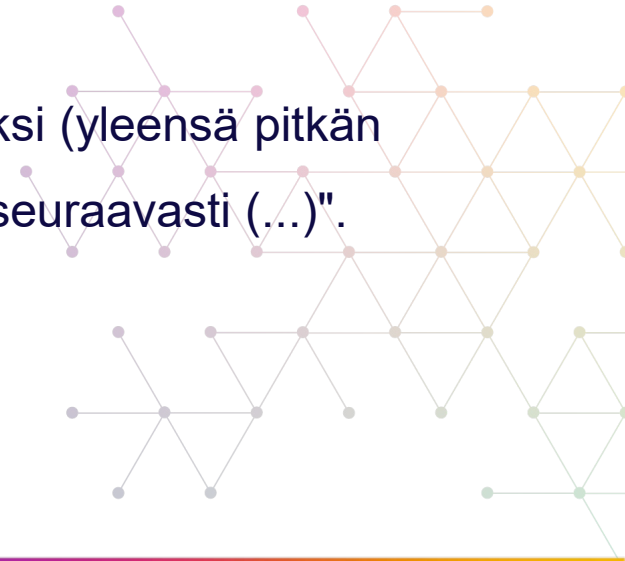 ksi (yleensä pitkän
seuraavasti (...)".